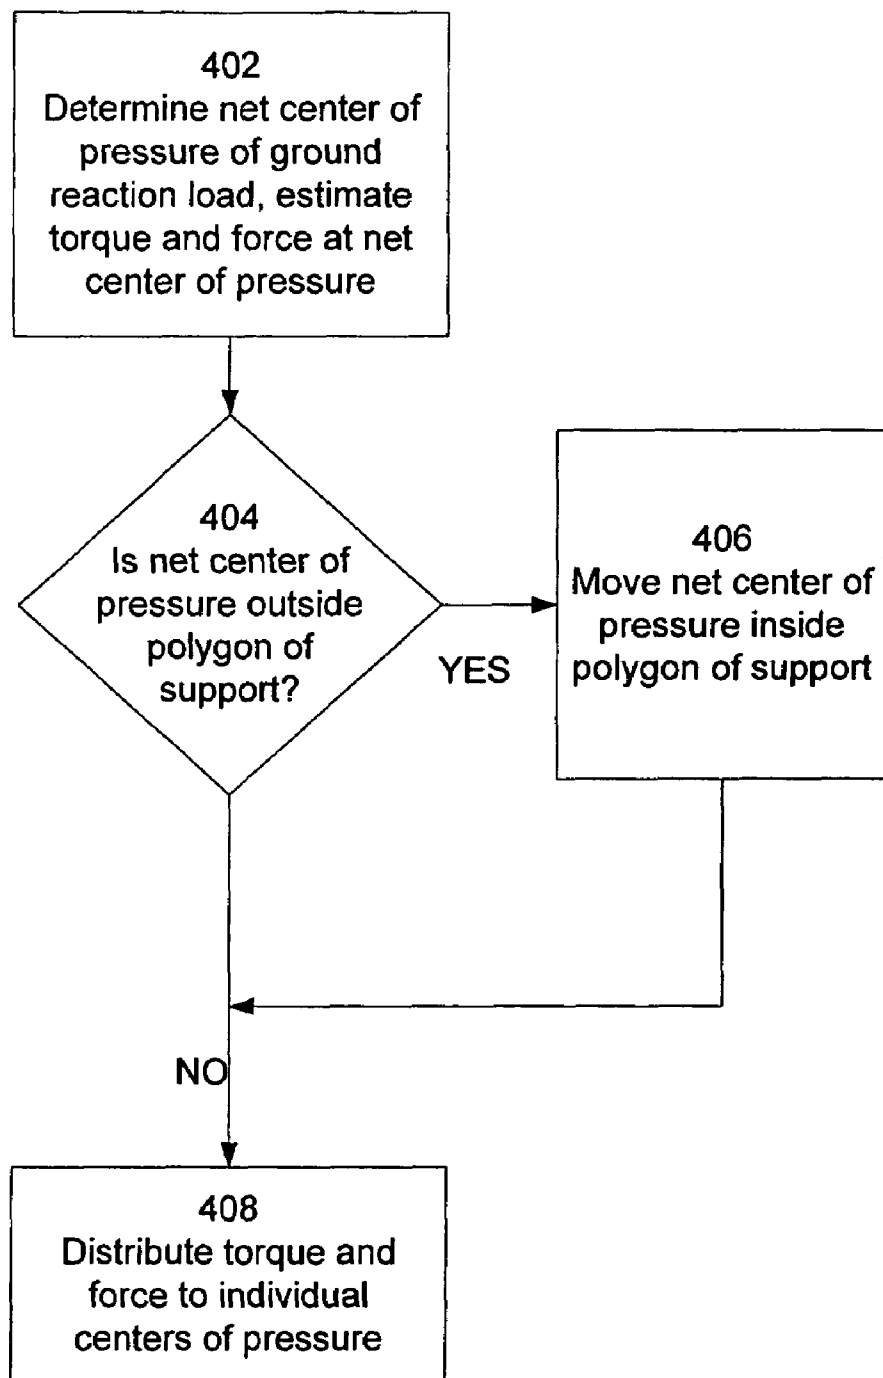 402
Determine net center of
pressure of ground
reaction load, estimate
torque and force at net
center of pressure
404
Is net center of
pressure outside
polygon of
support?
YES
406
Move net center of
pressure inside
polygon of support
NO
408
Distribute torque and
force to individual
centers of pressure